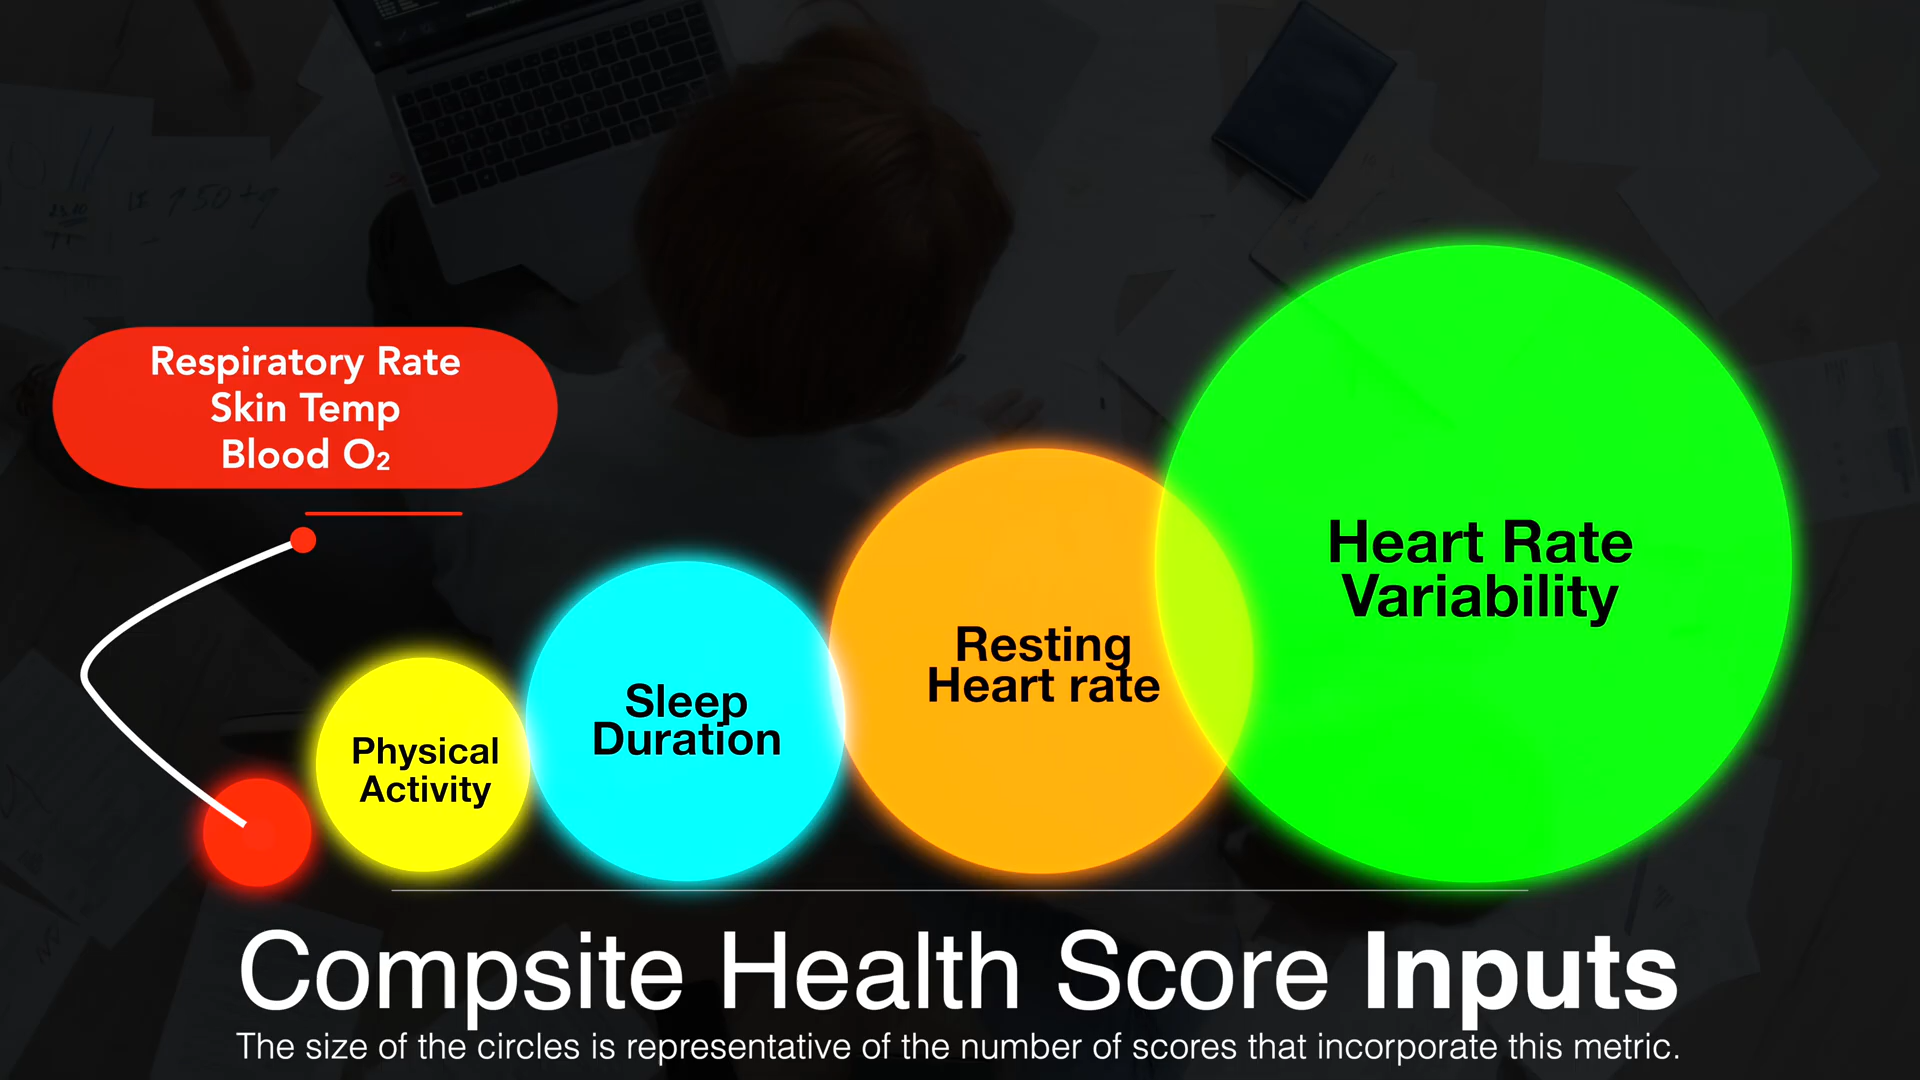 Respiratory Rate
Skin Temp
Blood O₂
Physical
Activity
Sleep
Duration
Resting
Heart rate
Heart Rate
Variability
Compsite Health Score Inputs
The size of the circles is representative of the number of scores that incorporate this metric.